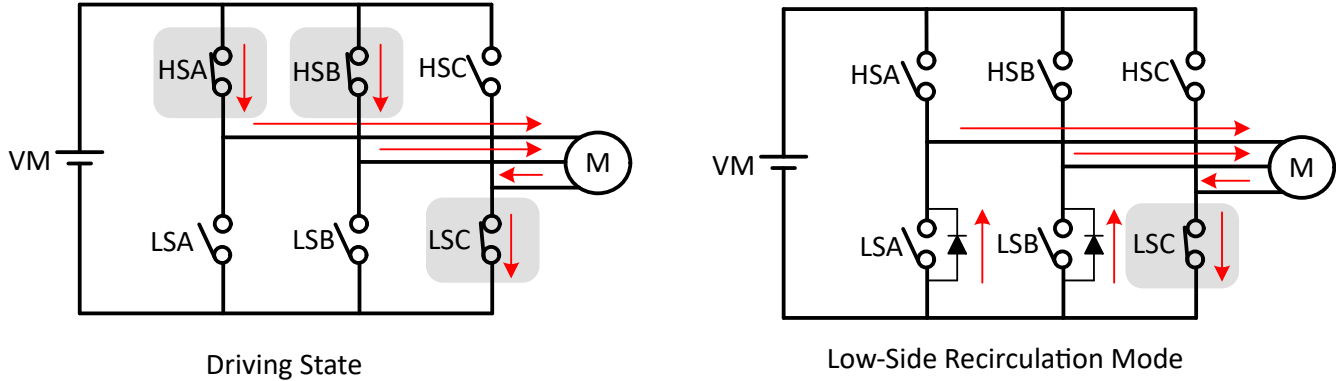 HSA
HSB
HSC
VM
M
LSA
LSB
LSC
Driving State
HSA
HSB
HSC
VM
M
LSA
LSB
LSC
Low-Side Recirculation Mode